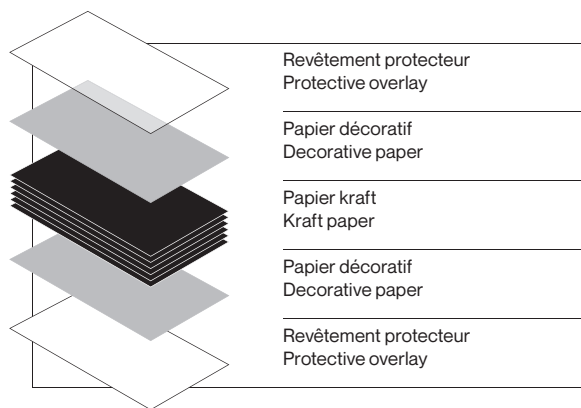 Revêtement protecteur
Protective overlay
Papier décoratif
Decorative paper
Papier kraft
Kraft paper
Papier décoratif
Decorative paper
Revêtement protecteur
Protective overlay